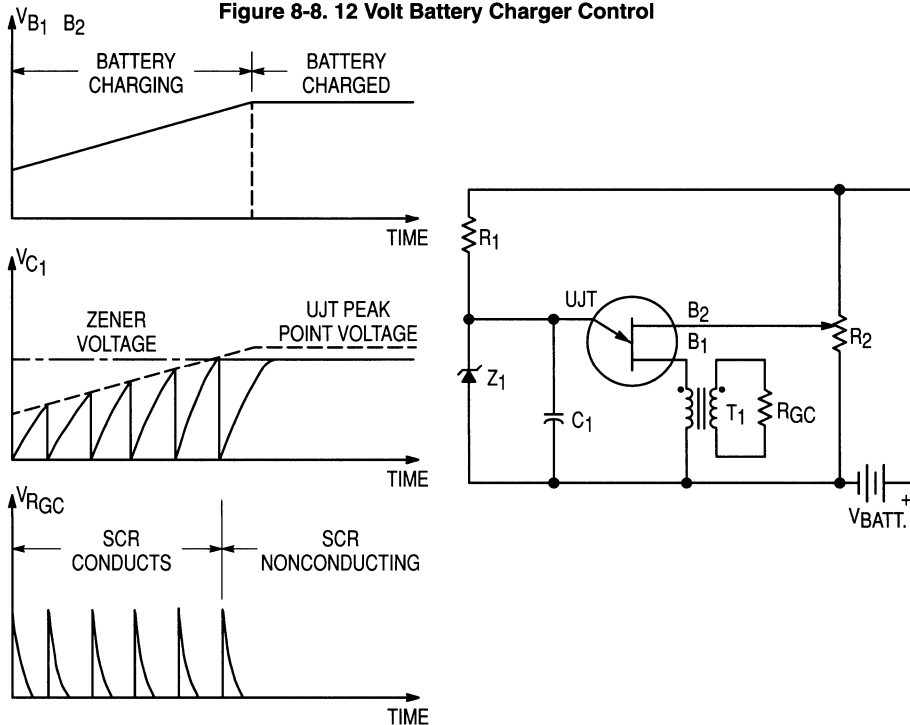 Figure 8-8. 12 Volt Battery Charger Control
VB1 B2
BATTERY
CHARGING
BATTERY
CHARGED
TIME
VC1
ZENER
VOLTAGE
UJT PEAK
POINT VOLTAGE
TIME
VRGC
SCR
CONDUCTS
SCR
NONCONDUCTING
TIME
R1
UJT
B2
B1
R2
Z1
C1
T1
RGC
+
VBATT.